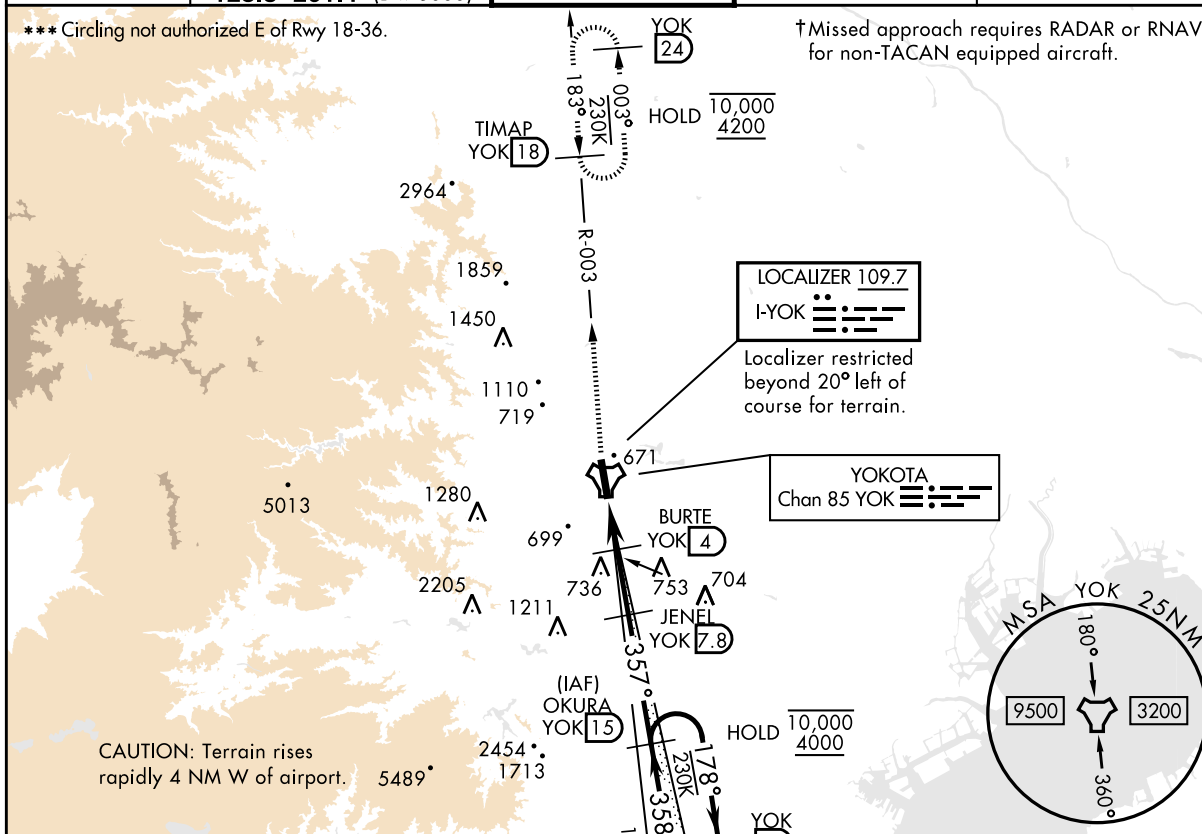 *** Circling not authorized E of Rwy 18-36.
†Missed approach requires RADAR or RNAV
for non-TACAN equipped aircraft.
YOK
24
183°
003°
230K
HOLD 10,000
4200
TIMAP
YOK 18
2964
R-003
1859
1450
1110
719
LOCALIZER 109.7
I-YOK
Localizer restricted
beyond 20° left of
course for terrain.
671
YOKOTA
Chan 85 YOK
5013
1280
699
BURTE
YOK 4
736
753
704
2205
1211
JENEL
YOK 7.8
357°
(IAF)
OKURA
YOK 15
HOLD 10,000
4000
178°
230K
358
2454
1713
5489
CAUTION: Terrain rises
rapidly 4 NM W of airport.
MSA YOK 25NM
180°
9500
3200
360°
YOK